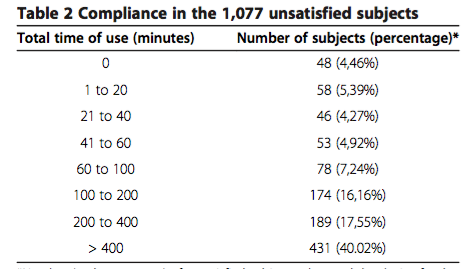 Table 2 Compliance in the 1,077 unsatisfied subjects
Total time of use (minutes) Number of subjects (percentage)*
0 48 (4,46%)
1 to 20 58 (5,39%)
21 to 40 46 (4,27%)
41 to 60 53 (4,92%)
60 to 100 78 (7,24%)
100 to 200 174 (16,16%)
200 to 400 189 (17,55%)
> 400 431 (40.02%)